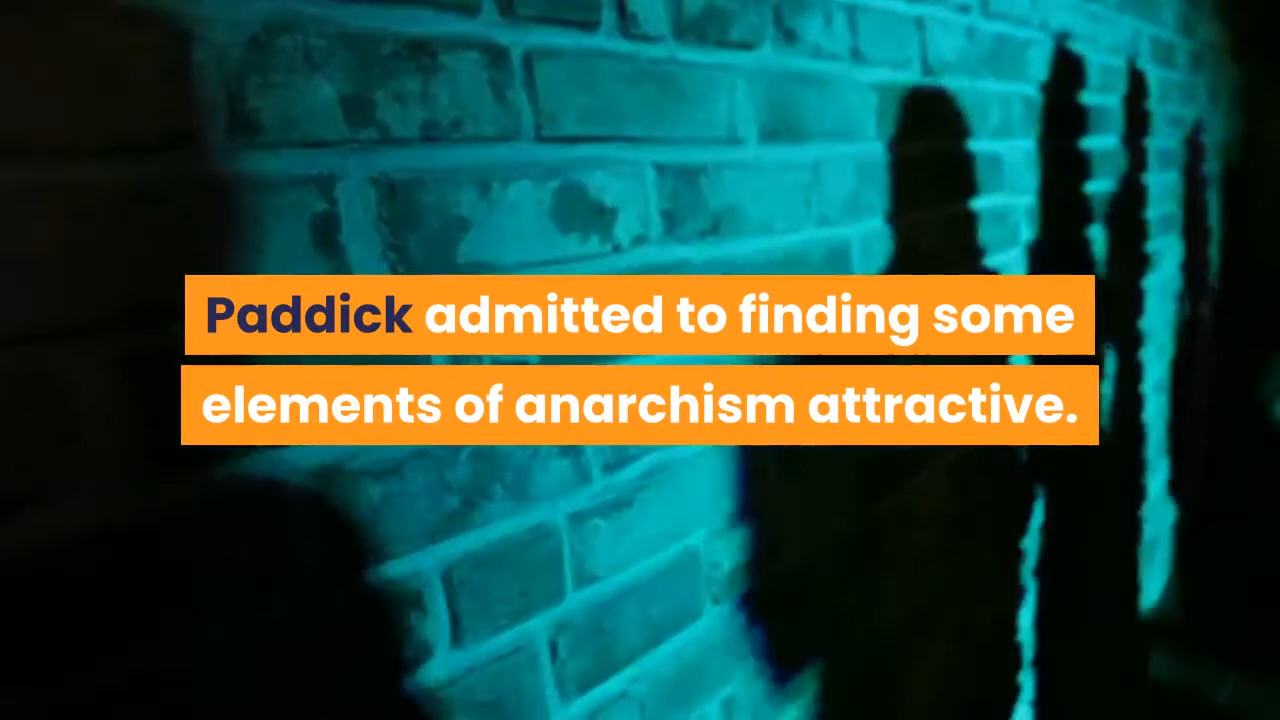 Paddick admitted to finding some
elements of anarchism attractive.